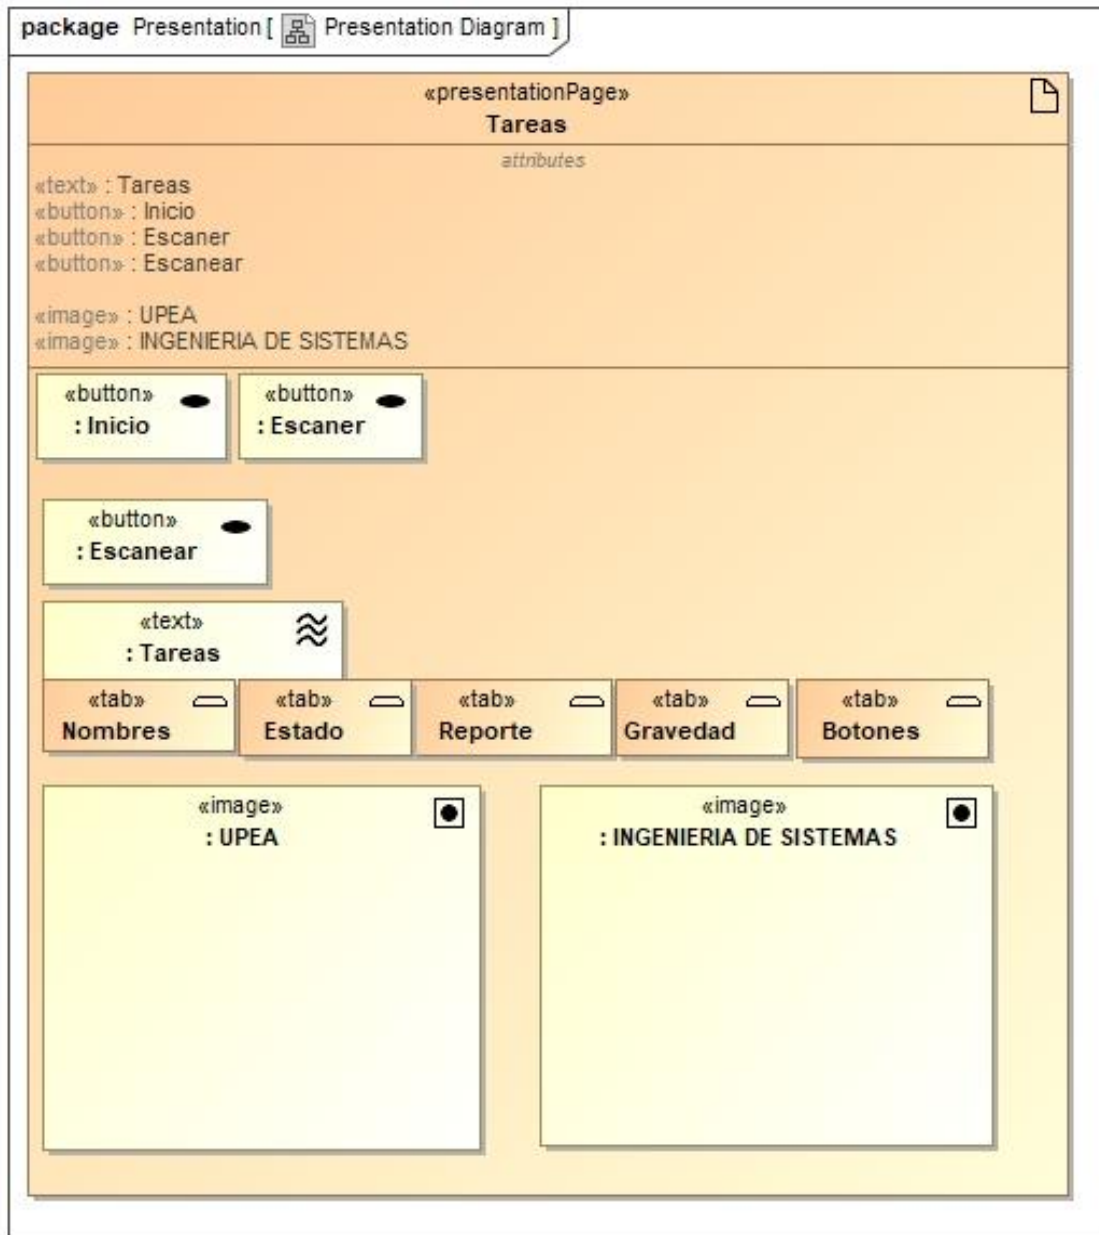 package Presentation [ Presentation Diagram ]
«presentationPage»
Tareas
attributes
«text» : Tareas
«button» : Inicio
«button» : Escaner
«button» : Escanear
«image» : UPEA
«image» : INGENIERIA DE SISTEMAS
«button»
: Inicio
«button»
: Escaner
«button»
: Escanear
«text»
: Tareas
«tab»
Nombres
«tab»
Estado
«tab»
Reporte
«tab»
Gravedad
«tab»
Botones
«image»
: UPEA
«image»
: INGENIERIA DE SISTEMAS